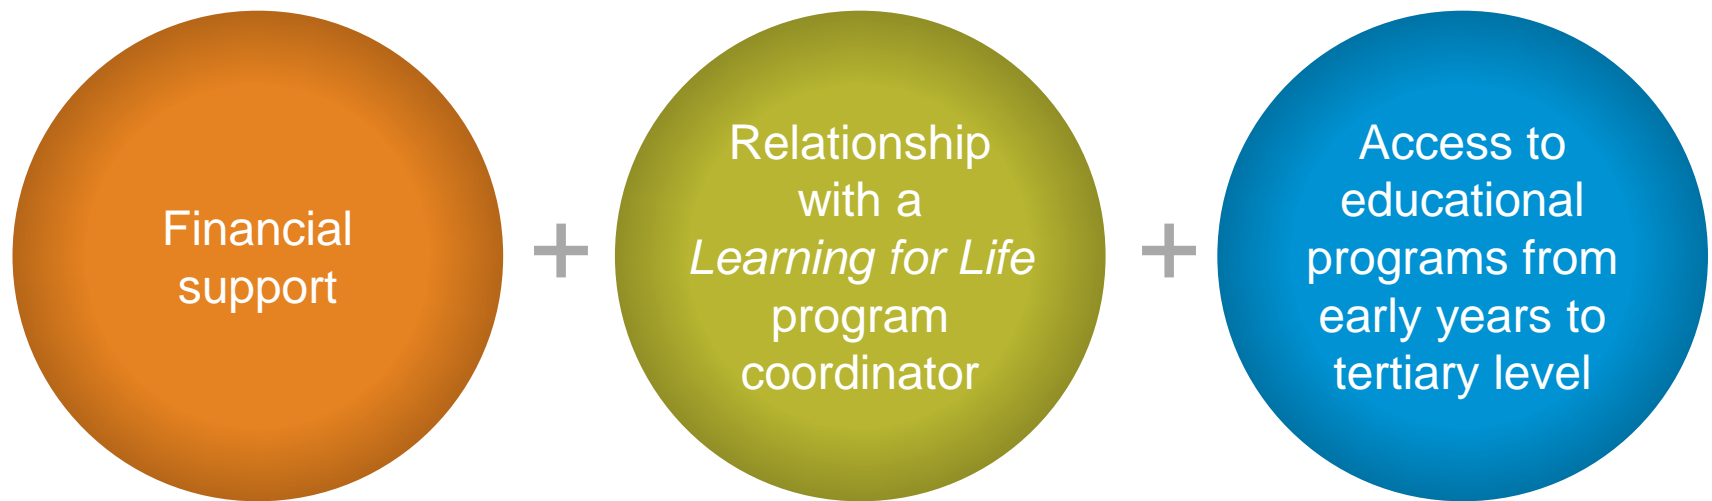 Financial
support
+
Relationship
with a
Learning for Life
program
coordinator
+
Access to
educational
programs from
early years to
tertiary level